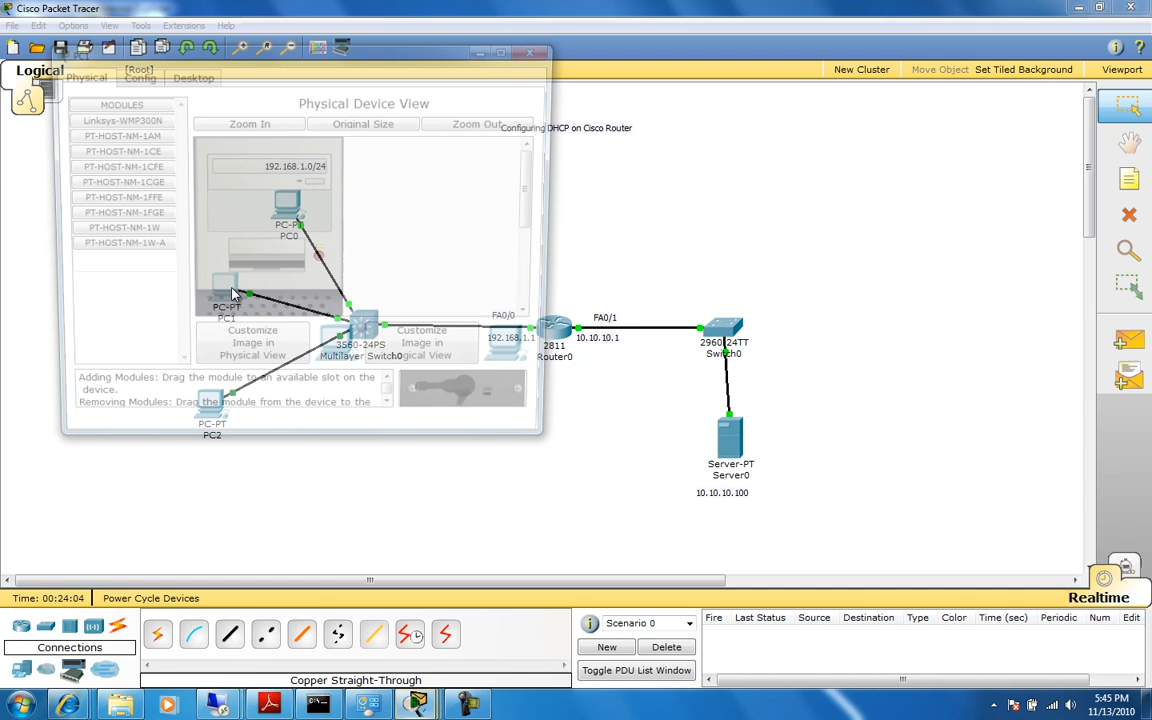 Cisco Packet Tracer
File Edit Options View Tools Extensions Help
PC1
Logical
[Root]
New Cluster
Move Object
Set Tiled Background
Viewport
Physical Config Desktop
MODULES
Linksys-WMP300N
PT-HOST-NM-1AM
PT-HOST-NM-1CE
PT-HOST-NM-1CFE
PT-HOST-NM-1CGE
PT-HOST-NM-1FFE
PT-HOST-NM-1FGE
PT-HOST-NM-1W
PT-HOST-NM-1W-A
Physical Device View
Zoom In
Original Size
Zoom Out
Configuring DHCP on Cisco Router
192.168.1.0/24
PC-PT
PC0
PC-PT
PC1
FA0/0
FA0/1
192.168.1.1
10.10.10.1
3560-24PS
Multilayer Switch0
2811
Router0
2960-24TT
Switch0
Customize
Image in
Physical View
Customize
Image in
Logical View
Adding Modules: Drag the module to an available slot on the
device.
Removing Modules: Drag the module from the device to the
PC-PT
PC2
Server-PT
Server0
10.10.10.100
Time: 00:24:04
Power Cycle Devices
Realtime
Connections
Copper Straight-Through
Scenario 0
New
Delete
Toggle PDU List Window
Fire Last Status Source Destination Type Color Time (sec) Periodic Num Edit
5:45 PM
11/13/2010